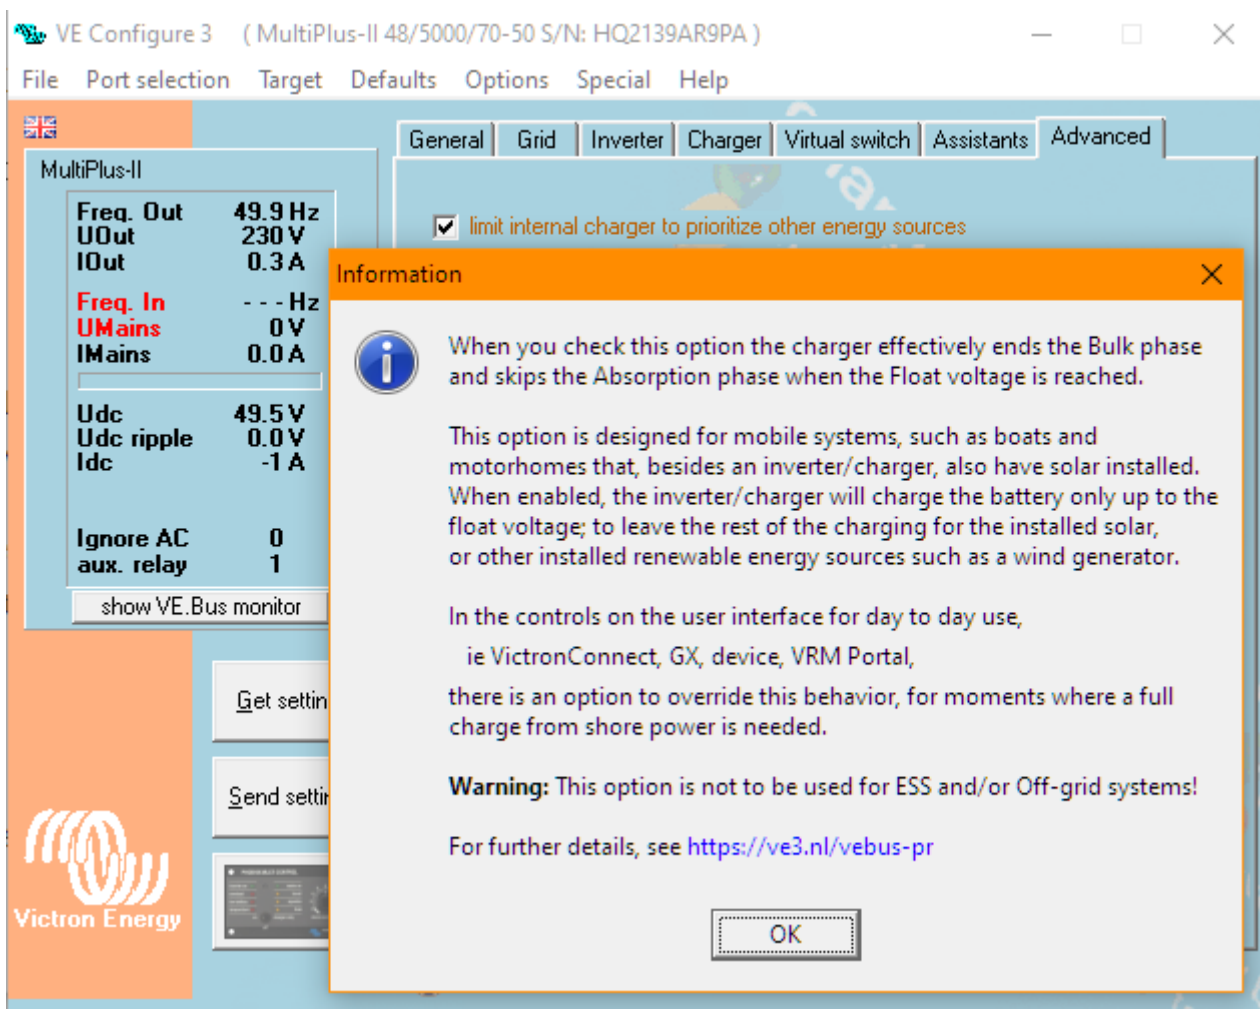 VE Configure 3 ( MultiPlus-II 48/5000/70-50 S/N: HQ2139AR9PA )
File Port selection Target Defaults Options Special Help
General Grid Inverter Charger Virtual switch Assistants Advanced
MultiPlus-II
Freq. Out 49.9 Hz
UOut 230 V
IOut 0.3 A
Freq. In - - - Hz
UMains 0 V
IMains 0.0 A
Udc 49.5 V
Udc ripple 0.0 V
Idc -1 A
Ignore AC 0
aux. relay 1
show VE.Bus monitor
Get settin
Send settin
Victron Energy
limit internal charger to prioritize other energy sources
Information
When you check this option the charger effectively ends the Bulk phase
and skips the Absorption phase when the Float voltage is reached.
This option is designed for mobile systems, such as boats and
motorhomes that, besides an inverter/charger, also have solar installed.
When enabled, the inverter/charger will charge the battery only up to the
float voltage; to leave the rest of the charging for the installed solar,
or other installed renewable energy sources such as a wind generator.
In the controls on the user interface for day to day use,
ie VictronConnect, GX, device, VRM Portal,
there is an option to override this behavior, for moments where a full
charge from shore power is needed.
Warning: This option is not to be used for ESS and/or Off-grid systems!
For further details, see https://ve3.nl/vebus-pr
OK